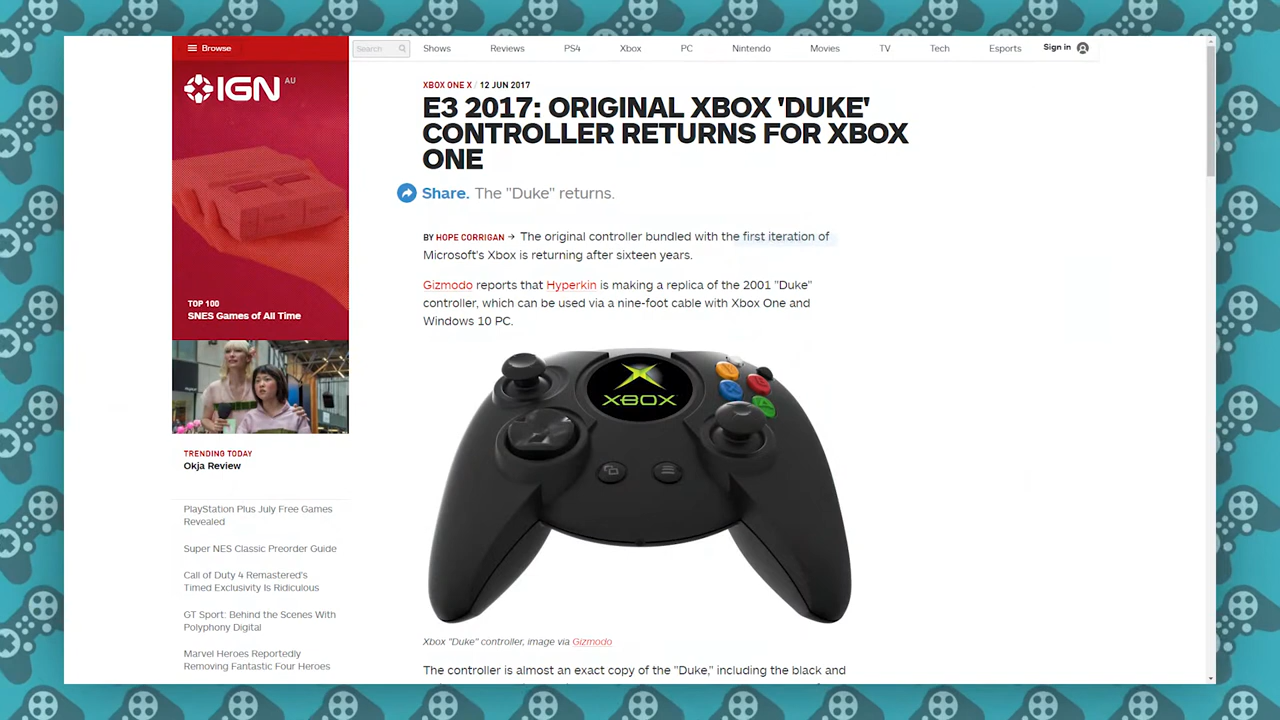 Browse
Search
Shows
Reviews
PS4
Xbox
PC
Nintendo
Movies
TV
Tech
Esports
Sign in
IGN AU
TOP 100
SNES Games of All Time
TRENDING TODAY
Okja Review
PlayStation Plus July Free Games
Revealed
Super NES Classic Preorder Guide
Call of Duty 4 Remastered's
Timed Exclusivity Is Ridiculous
GT Sport: Behind the Scenes With
Polyphony Digital
Marvel Heroes Reportedly
Removing Fantastic Four Heroes
XBOX ONE X / 12 JUN 2017
E3 2017: ORIGINAL XBOX 'DUKE'
CONTROLLER RETURNS FOR XBOX
ONE
Share. The "Duke" returns.
BY HOPE CORRIGAN → The original controller bundled with the first iteration of
Microsoft's Xbox is returning after sixteen years.
Gizmodo reports that Hyperkin is making a replica of the 2001 "Duke"
controller, which can be used via a nine-foot cable with Xbox One and
Windows 10 PC.
XBOX
Xbox "Duke" controller, image via Gizmodo
The controller is almost an exact copy of the "Duke," including the black and